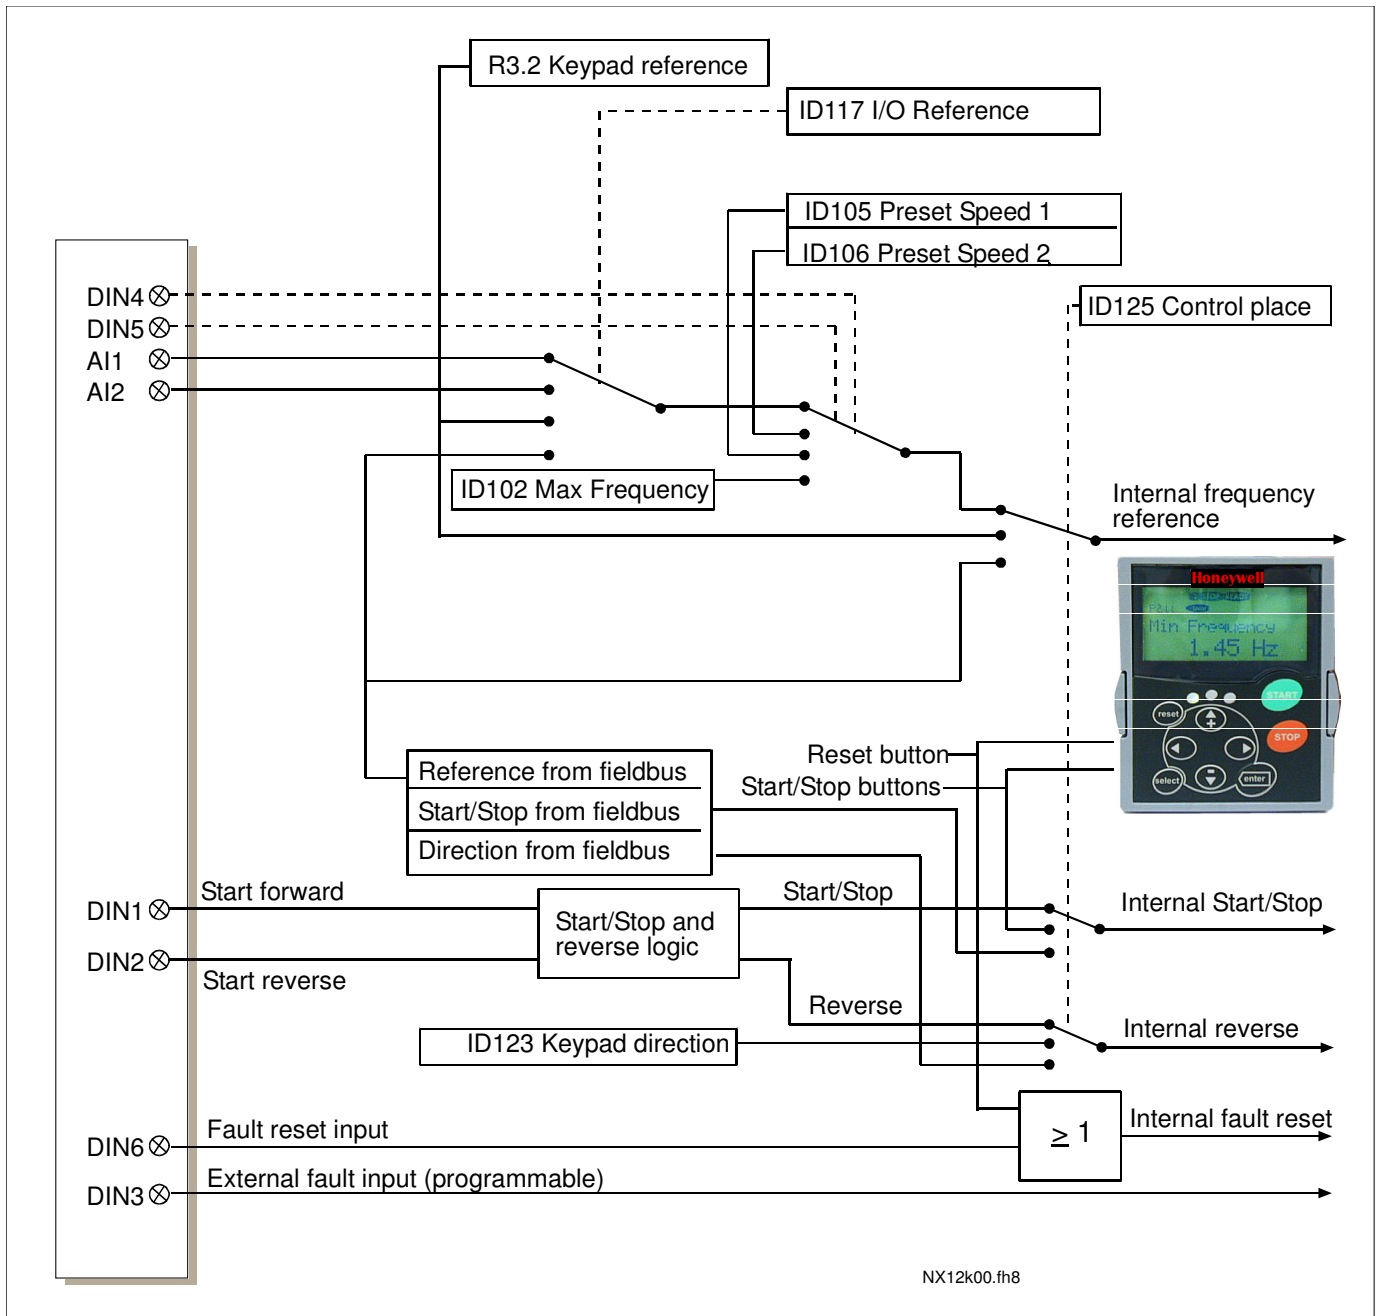 R3.2 Keypad reference
ID117 I/O Reference
ID105 Preset Speed 1
ID106 Preset Speed 2
DIN4
DIN5
AI1
AI2
ID125 Control place
ID102 Max Frequency
Internal frequency
reference
Honeywell
Min Frequency
1.45 Hz
START
STOP
reset
select
enter
Reset button
Start/Stop buttons
Reference from fieldbus
Start/Stop from fieldbus
Direction from fieldbus
DIN1
Start forward
Start/Stop and
reverse logic
Start/Stop
Internal Start/Stop
DIN2
Start reverse
Reverse
Internal reverse
ID123 Keypad direction
DIN6
Fault reset input
≥ 1
Internal fault reset
DIN3
External fault input (programmable)
NX12k00.fh8